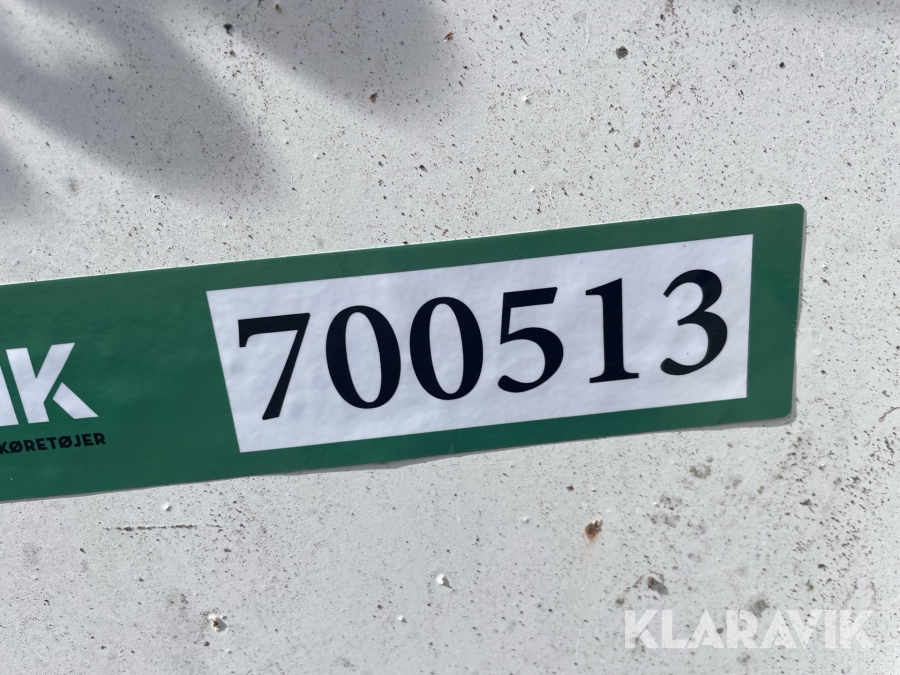 700513
IK
KØRETØJER
KLARAVIK